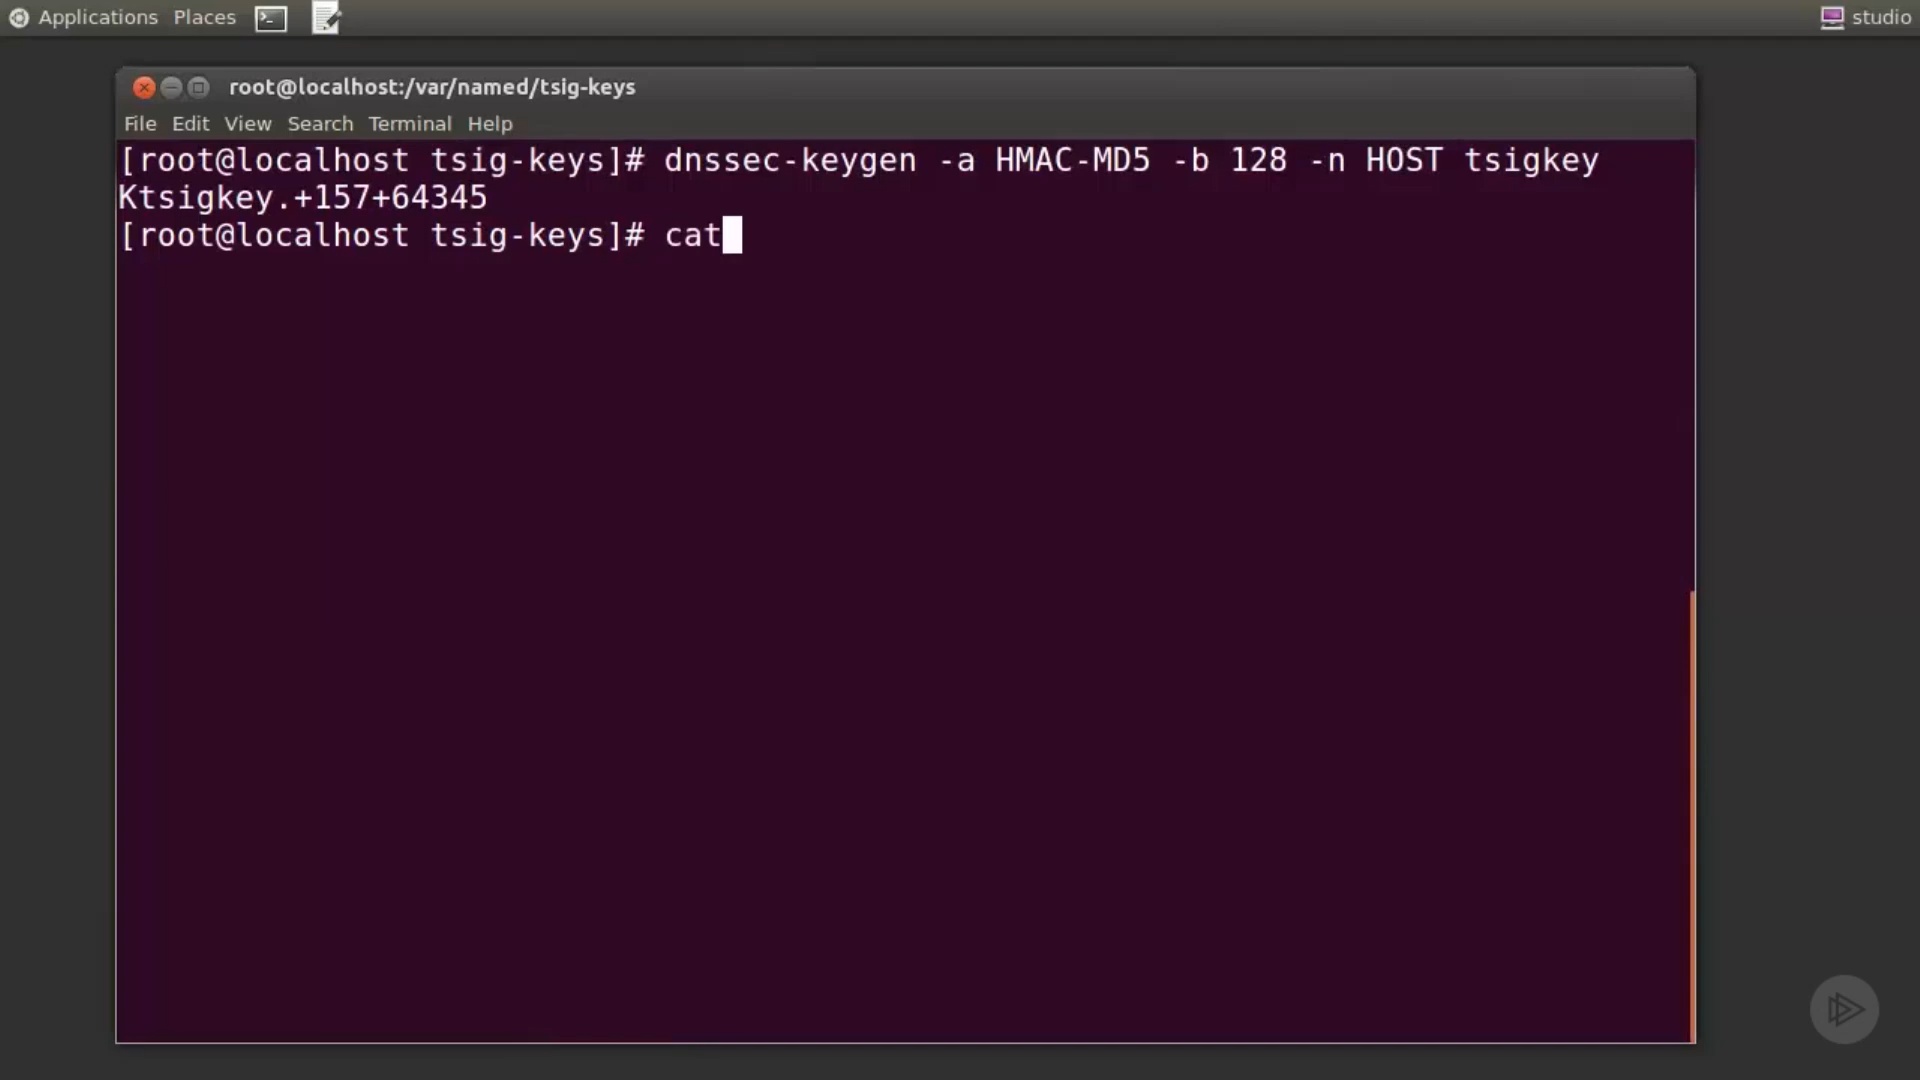 Applications Places studio
root@localhost:/var/named/tsig-keys
File Edit View Search Terminal Help
[root@localhost tsig-keys]# dnssec-keygen -a HMAC-MD5 -b 128 -n HOST tsigkey
Ktsigkey.+157+64345
[root@localhost tsig-keys]# cat